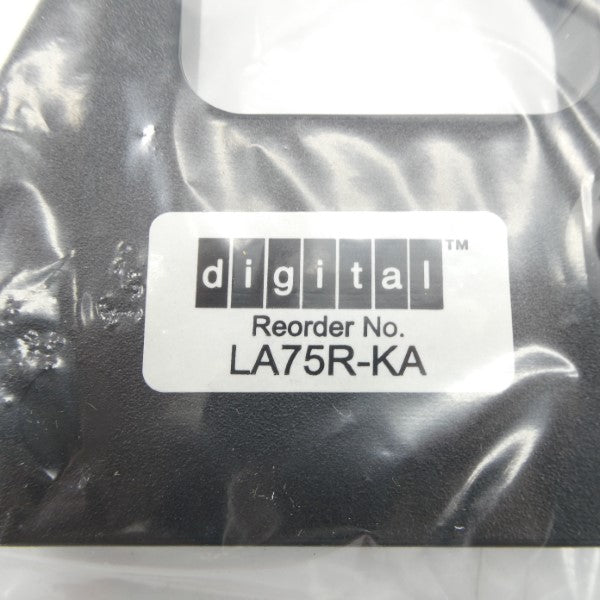 digital™
Reorder No.
LA75R-KA